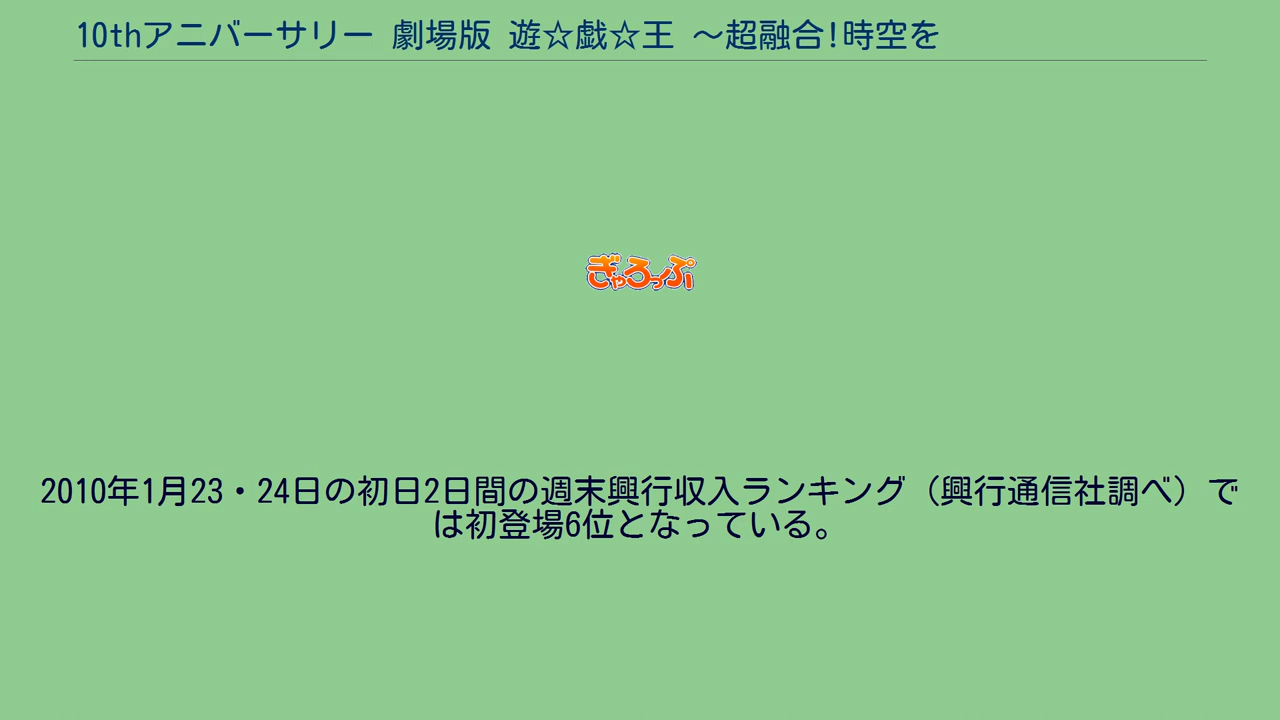 10thアニバーサリー 劇場版 遊☆戯☆王 ～超融合!時空を
ぎゃろっぷ
2010年1月23・24日の初日2日間の週末興行収入ランキング（興行通信社調べ）で
は初登場6位となっている。